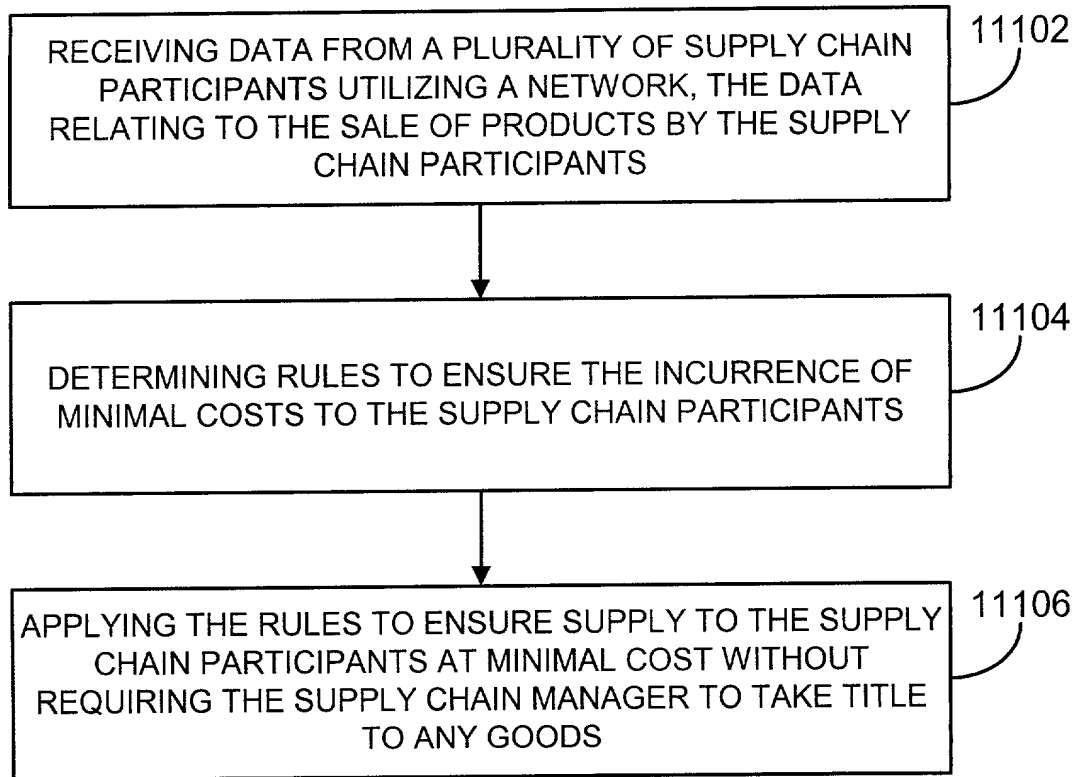 RECEIVING DATA FROM A PLURALITY OF SUPPLY CHAIN
PARTICIPANTS UTILIZING A NETWORK, THE DATA
RELATING TO THE SALE OF PRODUCTS BY THE SUPPLY
CHAIN PARTICIPANTS
11102
DETERMINING RULES TO ENSURE THE INCURRENCE OF
MINIMAL COSTS TO THE SUPPLY CHAIN PARTICIPANTS
11104
APPLYING THE RULES TO ENSURE SUPPLY TO THE SUPPLY
CHAIN PARTICIPANTS AT MINIMAL COST WITHOUT
REQUIRING THE SUPPLY CHAIN MANAGER TO TAKE TITLE
TO ANY GOODS
11106